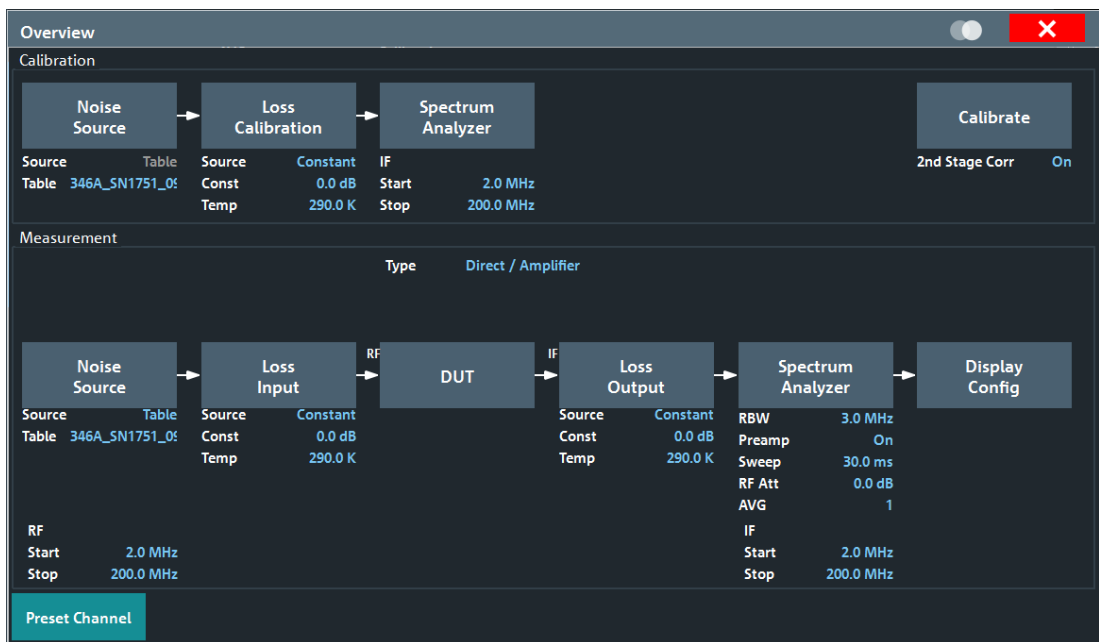 Overview
Calibration
Noise Source
Loss Calibration
Spectrum Analyzer
Calibrate
Source Table
Table 346A_SN1751_09
Source Constant
Const 0.0 dB
Temp 290.0 K
IF
Start 2.0 MHz
Stop 200.0 MHz
2nd Stage Corr On
Measurement
Type Direct / Amplifier
Noise Source
Loss Input
RF
DUT
IF
Loss Output
Spectrum Analyzer
Display Config
Source Table
Table 346A_SN1751_09
Source Constant
Const 0.0 dB
Temp 290.0 K
Source Constant
Const 0.0 dB
Temp 290.0 K
RBW 3.0 MHz
Preamp On
Sweep 30.0 ms
RF Att 0.0 dB
AVG 1
RF
Start 2.0 MHz
Stop 200.0 MHz
IF
Start 2.0 MHz
Stop 200.0 MHz
Preset Channel